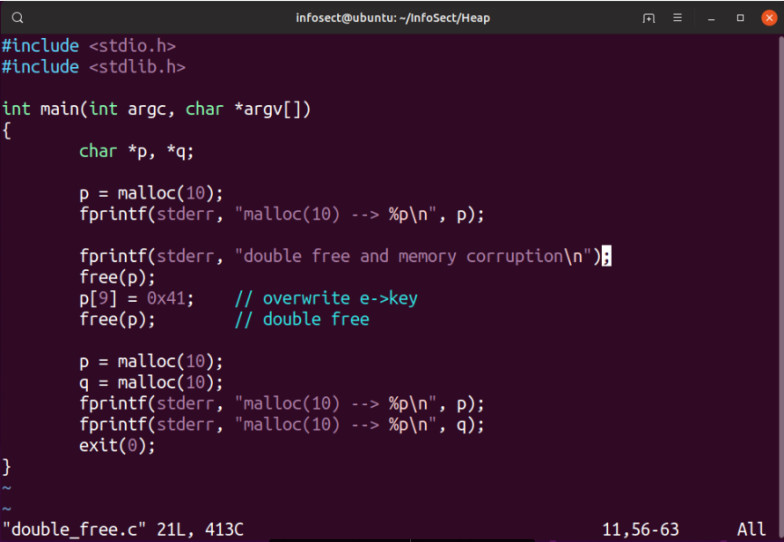 infosect@ubuntu: ~/InfoSect/Heap
#include <stdio.h>
#include <stdlib.h>
int main(int argc, char *argv[])
{
        char *p, *q;
        p = malloc(10);
        fprintf(stderr, "malloc(10) --> %p\n", p);
        fprintf(stderr, "double free and memory corruption\n");
        free(p);
        p[9] = 0x41;    // overwrite e->key
        free(p);        // double free
        p = malloc(10);
        q = malloc(10);
        fprintf(stderr, "malloc(10) --> %p\n", p);
        fprintf(stderr, "malloc(10) --> %p\n", q);
        exit(0);
}
~
~
"double_free.c" 21L, 413C 11,56-63 All